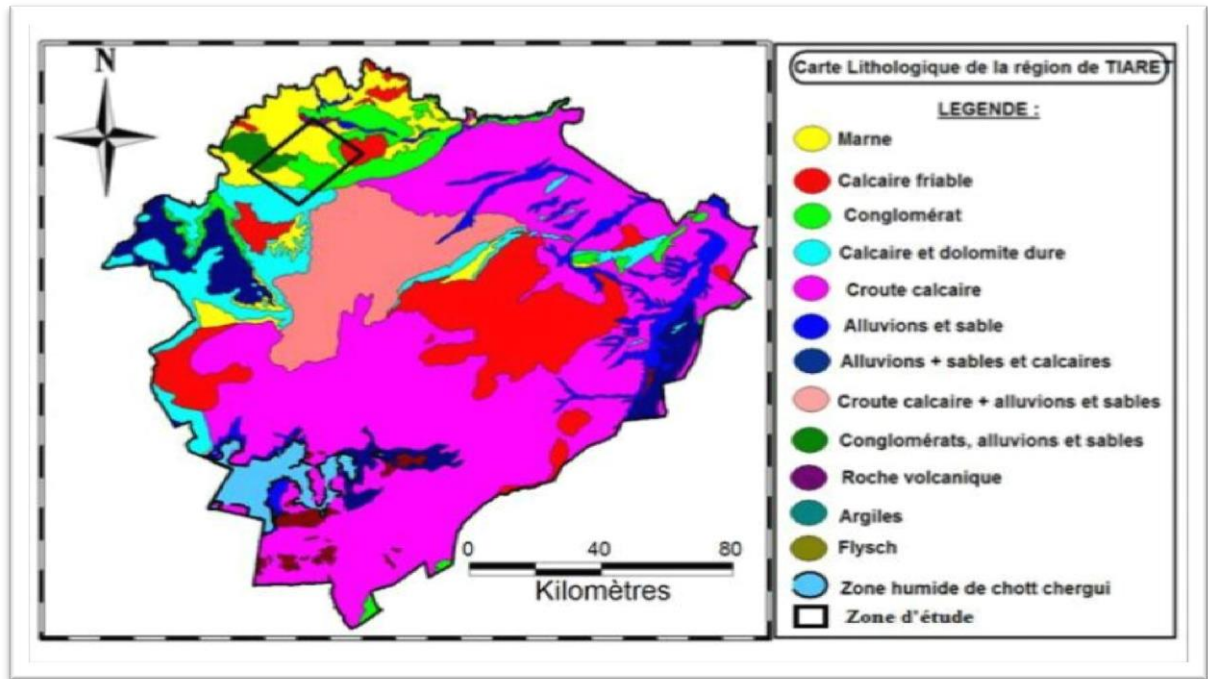 N
Carte Lithologique de la région de TIARET
LEGENDE :
Marne
Calcaire friable
Conglomérat
Calcaire et dolomite dure
Croute calcaire
Alluvions et sable
Alluvions + sables et calcaires
Croute calcaire + alluvions et sables
Conglomérats, alluvions et sables
Roche volcanique
Argiles
Flysch
Zone humide de chott chergui
Zone d'étude
0 40 80
Kilomètres